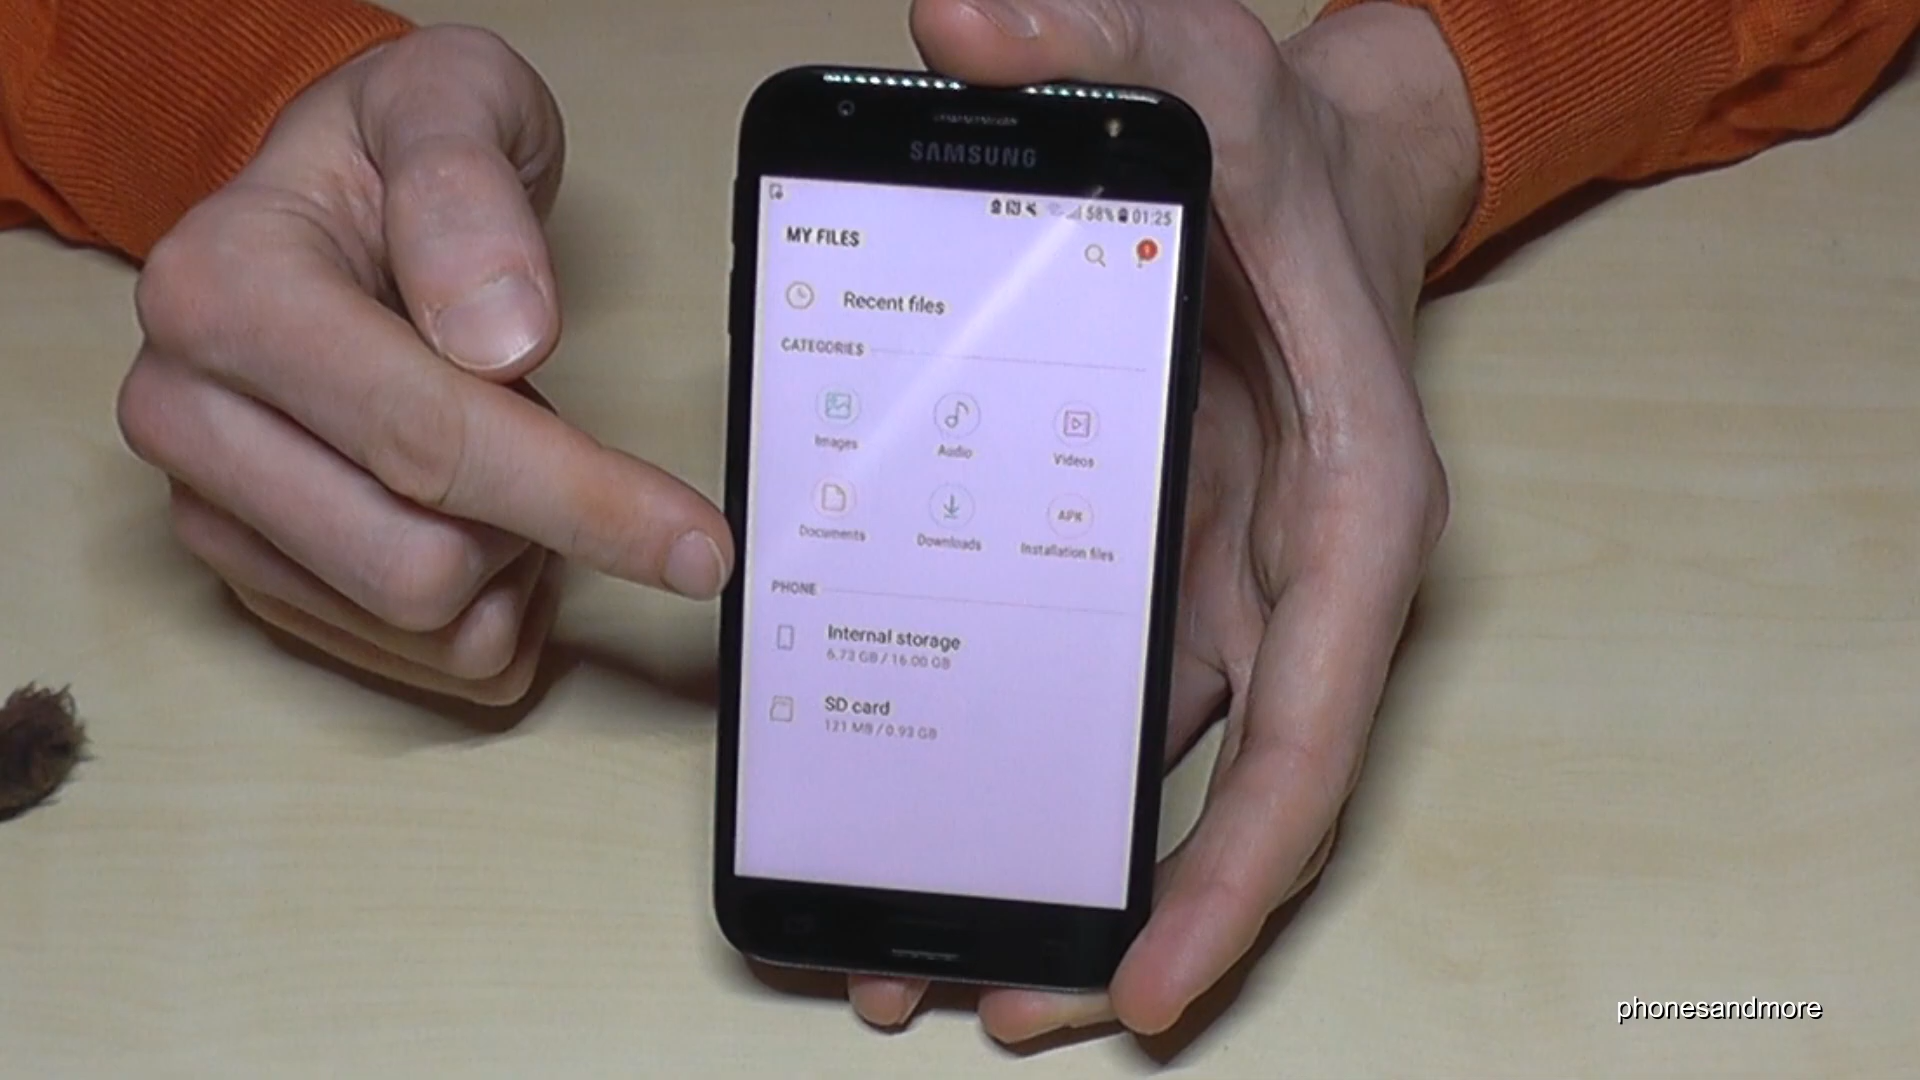 SAMSUNG
58% 01:25
MY FILES
1
Recent files
CATEGORIES
Images
Audio
Videos
APK
Documents
Downloads
Installation files
PHONE
Internal storage
6.73 GB / 16.00 GB
SD card
121 MB / 0.93 GB
phonesandmore